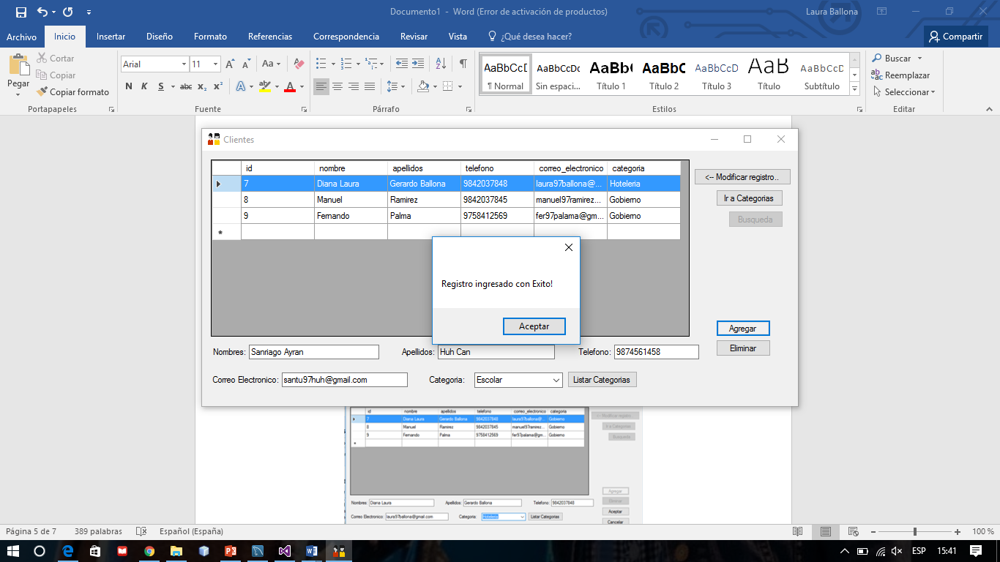 Documento1 - Word (Error de activación de productos)
Laura Ballona
Archivo Inicio Insertar Diseño Formato Referencias Correspondencia Revisar Vista ¿Qué desea hacer? Compartir
Pegar
Cortar
Copiar
Copiar formato
Portapapeles
Arial 11 Aa
N K S abc x₂ x² A ab A
Fuente
Párrafo
AaBbCcD AaBbCcDc AaBb( AaBbC AaBbCcD AaB AaBbCcD
¶ Normal Sin espaci... Título 1 Título 2 Título 3 Título Subtítulo
Estilos
Buscar
Reemplazar
Seleccionar
Editar
Clientes
id nombre apellidos telefono correo_electronico categoria
7 Diana Laura Gerardo Ballona 9842037848 laura97ballona@... Hoteleria
8 Manuel Ramirez 9842037845 manuel97ramirez... Gobierno
9 Fernando Palma 9758412569 fer97palama@gm... Gobierno
*
<-- Modificar registro..
Ir a Categorias
Busqueda
Registro ingresado con Exito!
Aceptar
Agregar
Eliminar
Nombres: Sanriago Ayran Apellidos: Huh Can Telefono: 9874561458
Correo Electronico: santu97huh@gmail.com Categoria: Escolar Listar Categorias
id nombre apellidos telefono correo_electronico categoria
7 Diana Laura Gerardo Ballona 9842037848 laura97ballona@... Gobierno
8 Manuel Ramirez 9842037845 manuel97ramirez... Gobierno
9 Fernando Palma 9758412569 fer97palama@gm... Gobierno
*
<-- Modificar registro..
Ir a Categorias
Busqueda
Agregar
Eliminar
Nombres: Diana Laura Apellidos: Gerardo Ballona Telefono: 9842037848
Aceptar
Correo Electronico: laura97ballona@gmail.com Categoria: Hoteleria Listar Categorias
Cancelar
Página 5 de 7 389 palabras Español (España) 100 %
ESP 15:41